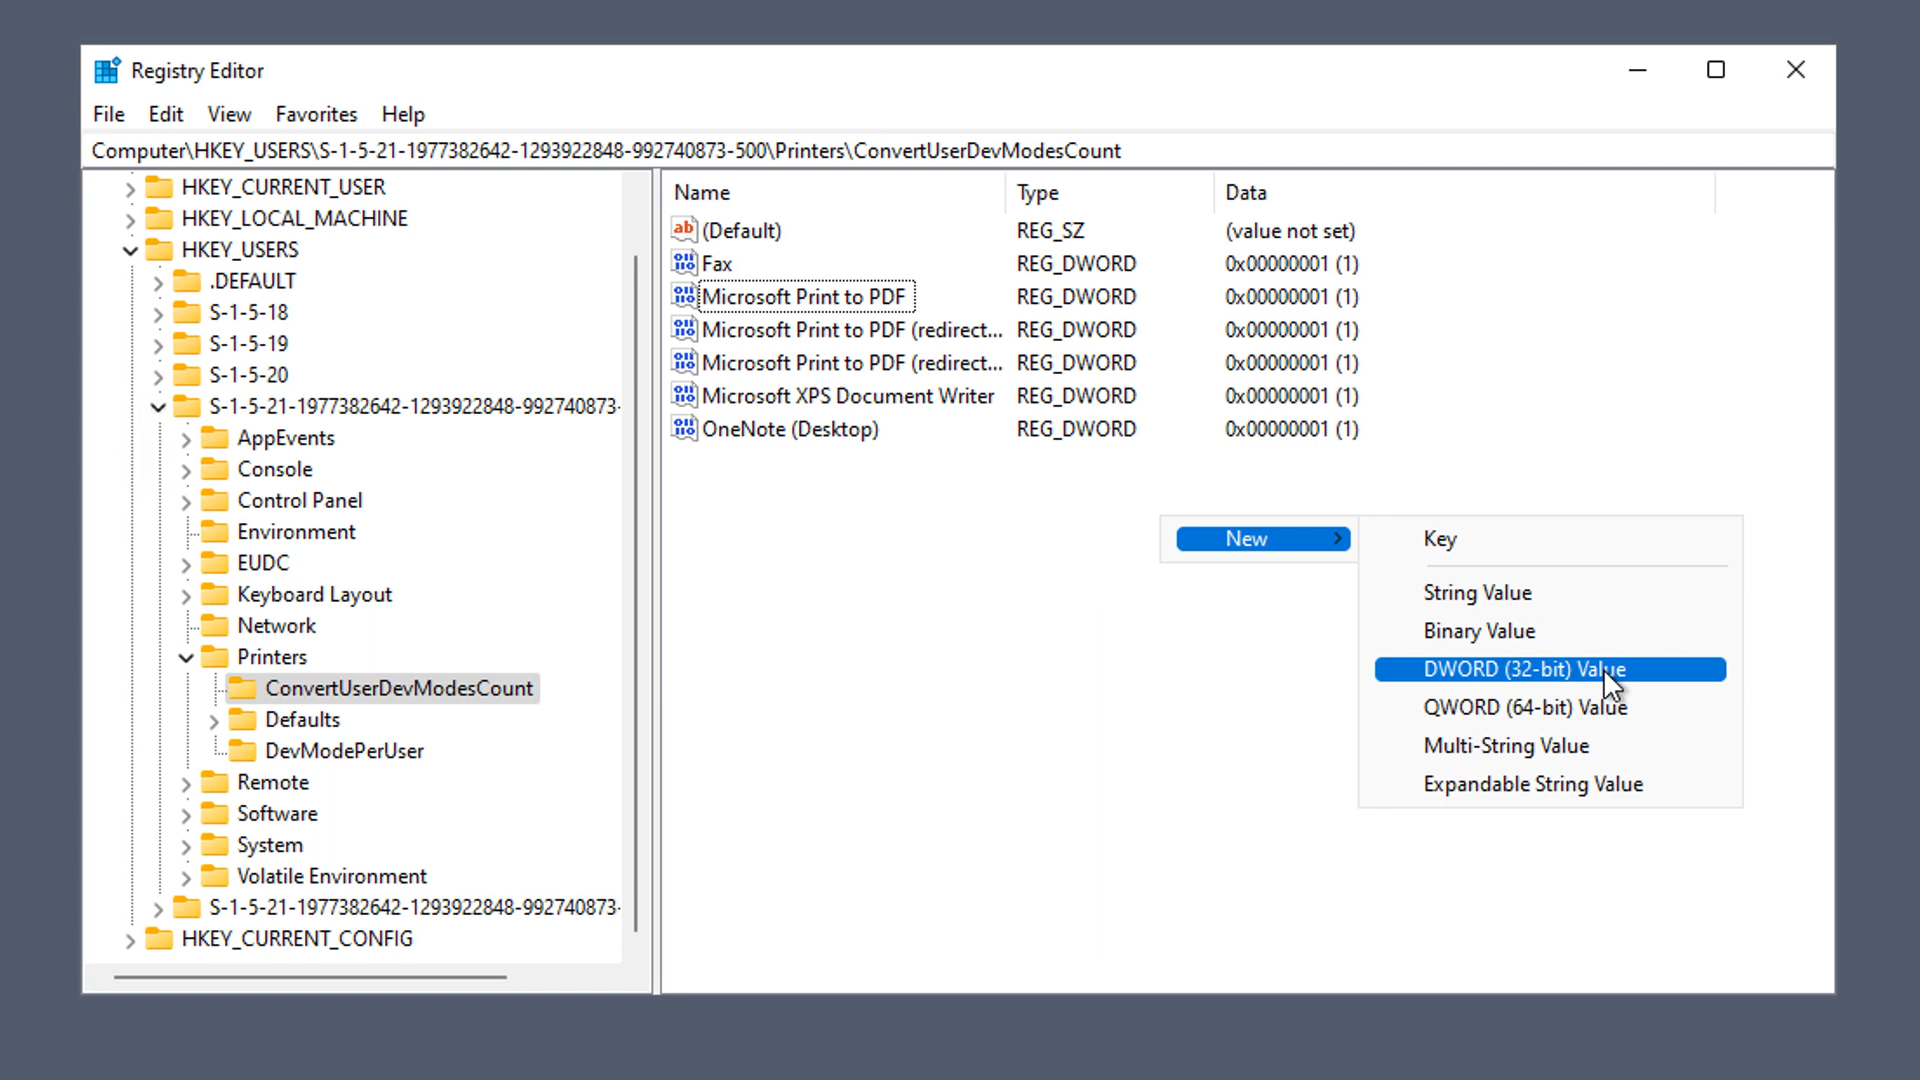 Registry Editor
File Edit View Favorites Help
Computer\HKEY_USERS\S-1-5-21-1977382642-1293922848-992740873-500\Printers\ConvertUserDevModesCount
HKEY_CURRENT_USER
HKEY_LOCAL_MACHINE
HKEY_USERS
.DEFAULT
S-1-5-18
S-1-5-19
S-1-5-20
S-1-5-21-1977382642-1293922848-992740873-
AppEvents
Console
Control Panel
Environment
EUDC
Keyboard Layout
Network
Printers
ConvertUserDevModesCount
Defaults
DevModePerUser
Remote
Software
System
Volatile Environment
S-1-5-21-1977382642-1293922848-992740873-
HKEY_CURRENT_CONFIG
Name Type Data
(Default) REG_SZ (value not set)
Fax REG_DWORD 0x00000001 (1)
Microsoft Print to PDF REG_DWORD 0x00000001 (1)
Microsoft Print to PDF (redirect... REG_DWORD 0x00000001 (1)
Microsoft Print to PDF (redirect... REG_DWORD 0x00000001 (1)
Microsoft XPS Document Writer REG_DWORD 0x00000001 (1)
OneNote (Desktop) REG_DWORD 0x00000001 (1)
New
Key
String Value
Binary Value
DWORD (32-bit) Value
QWORD (64-bit) Value
Multi-String Value
Expandable String Value